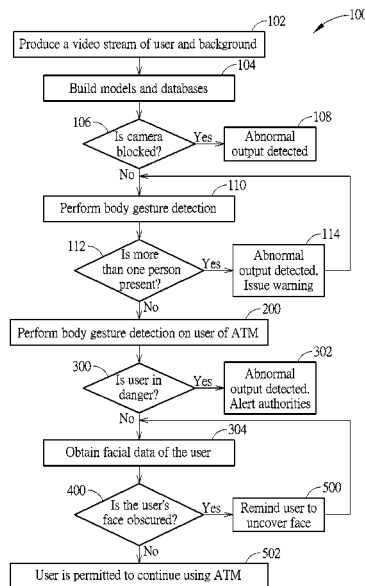 100
102
Produce a video stream of user and background
104
Build models and databases
106
Is camera
blocked?
Yes
108
Abnormal
output detected
No
110
Perform body gesture detection
112
Is more
than one person
present?
Yes
114
Abnormal
output detected.
Issue warning
No
200
Perform body gesture detection on user of ATM
300
Is user in
danger?
Yes
302
Abnormal
output detected.
Alert authorities
No
304
Obtain facial data of the user
400
Is the user's
face obscured?
Yes
500
Remind user to
uncover face
No
502
User is permitted to continue using ATM